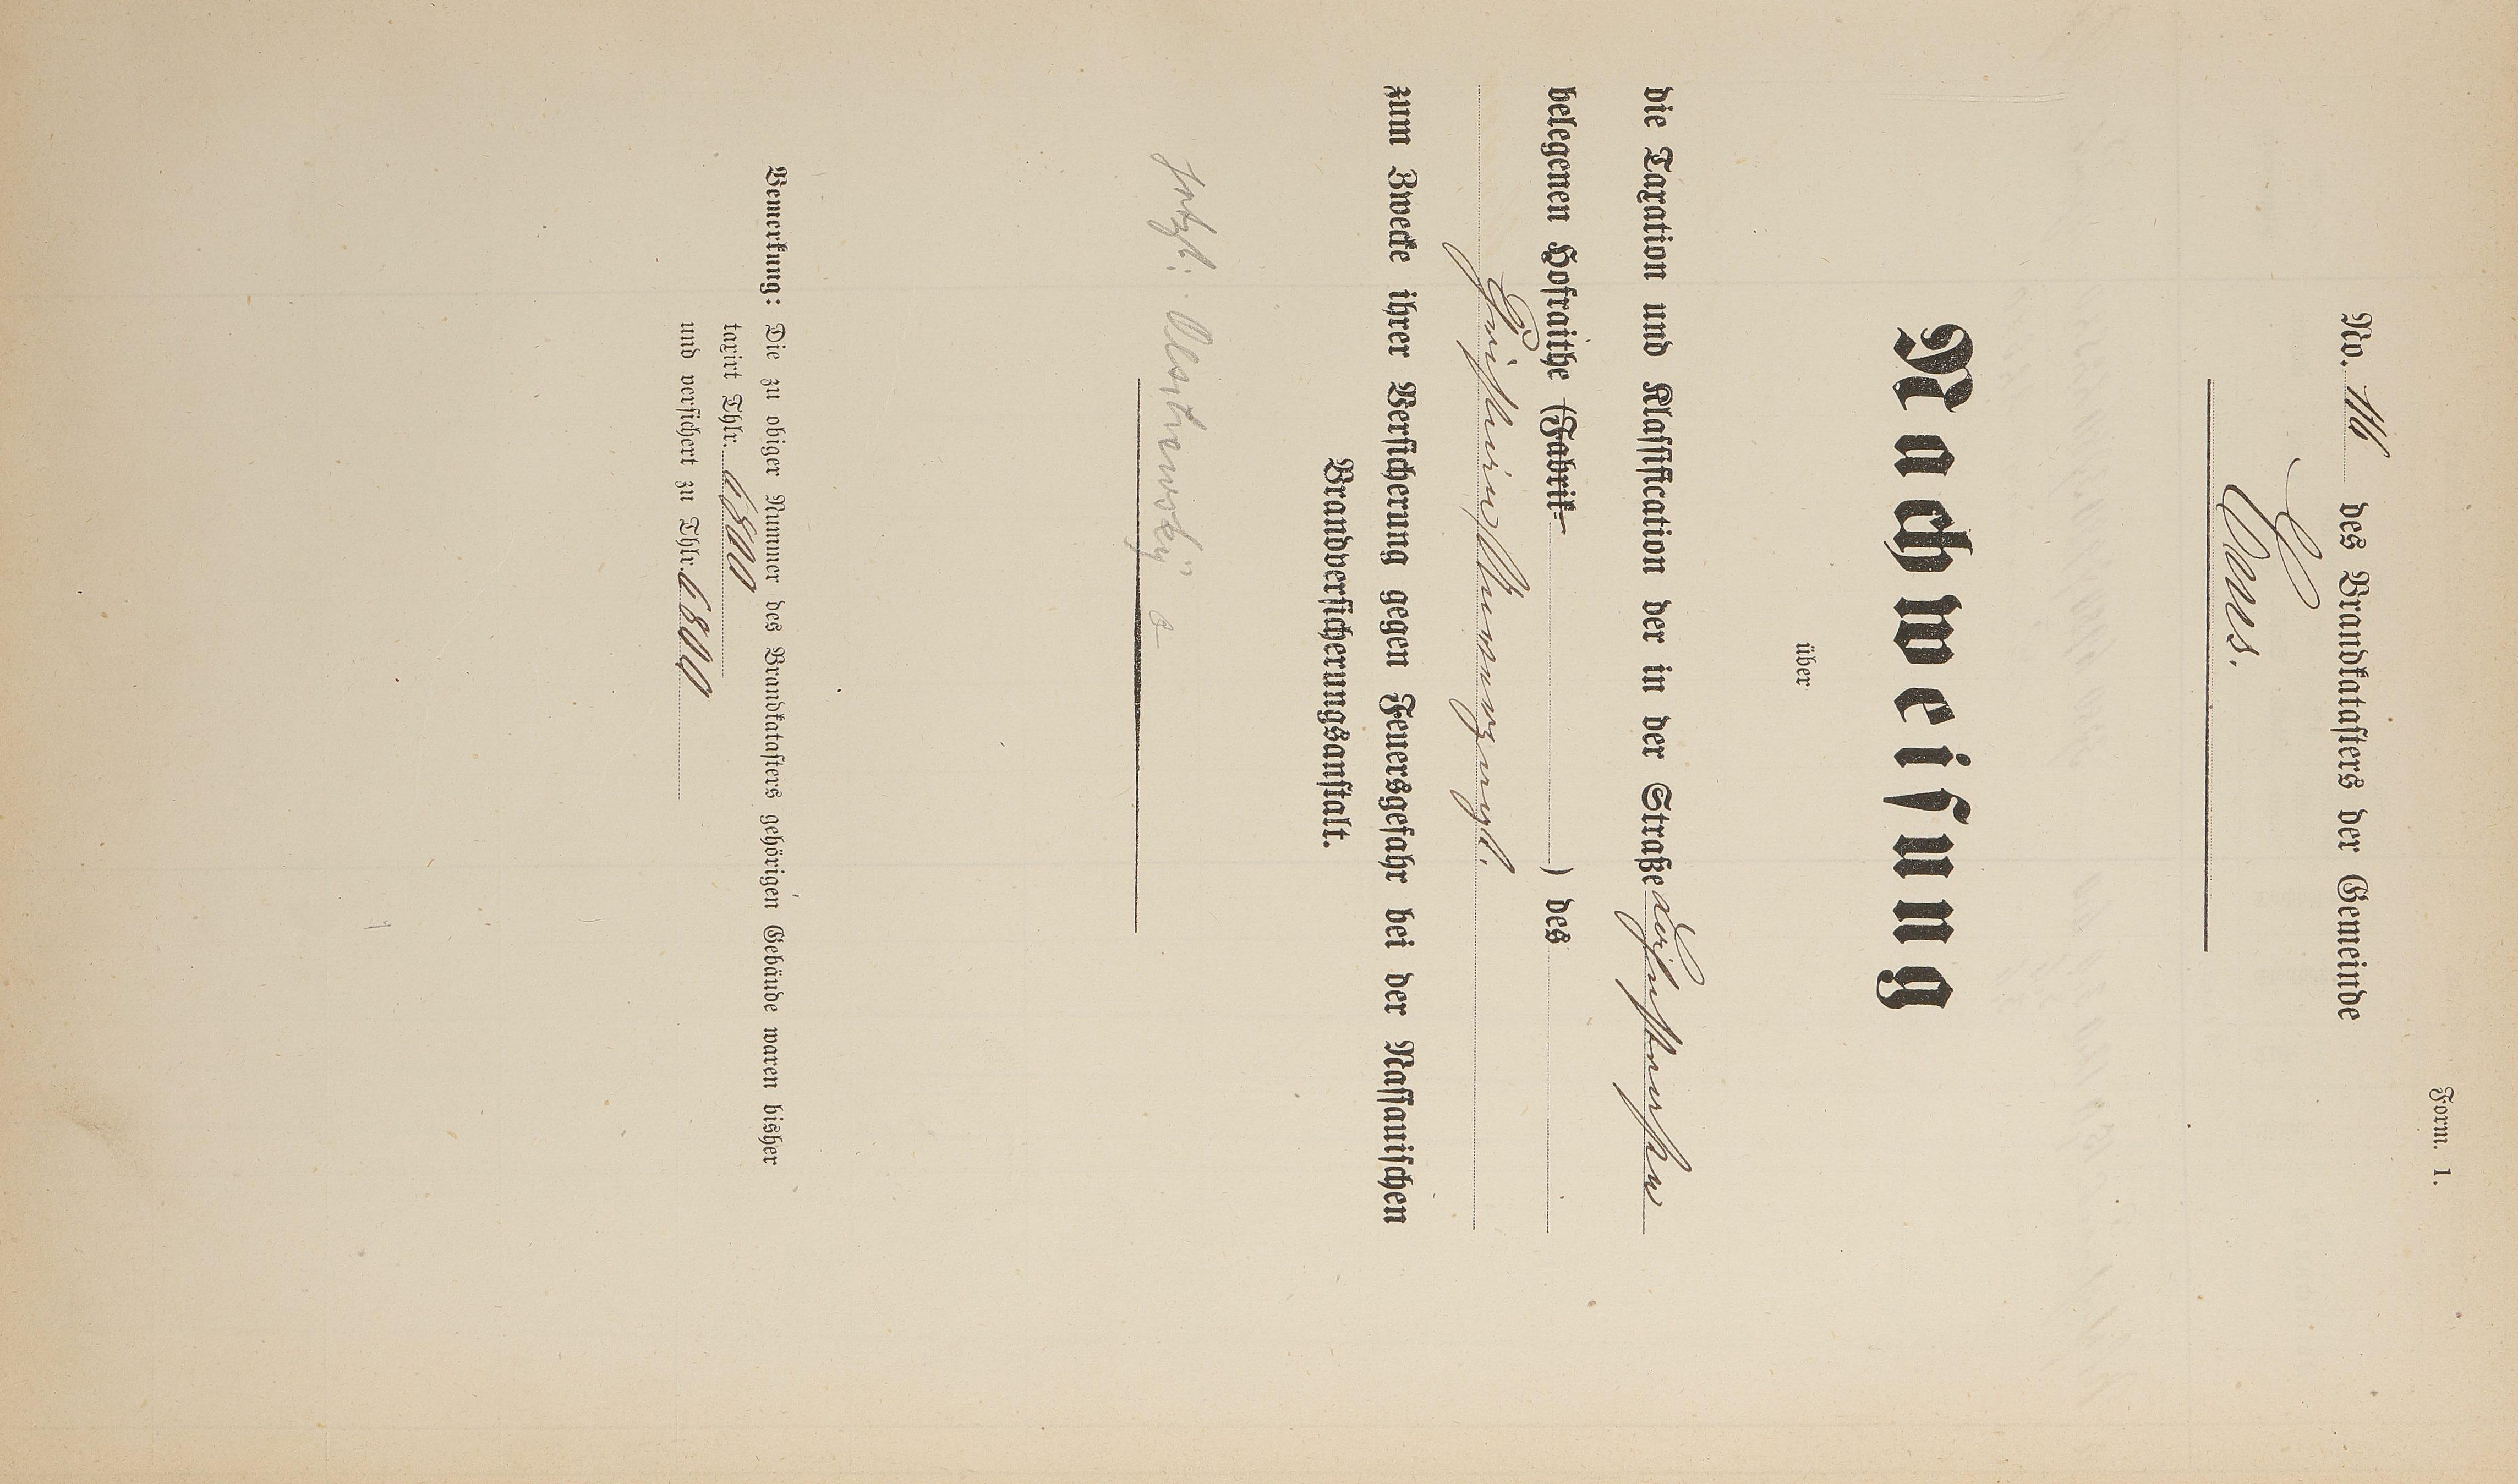 Form. 1.
No. 16 des Brandkatasters der Gemeinde
Ems.
Nachweisung
über
die Taxation und Klassification der in der Straße
belegenen Hofraithe (Fabrik- ) des
zum Zwecke ihrer Versicherung gegen Feuersgefahr bei der Nassauischen
Brandversicherungsanstalt.
jetzt:
Bemerkung: Die zu obiger Nummer des Brandkatasters gehörigen Gebäude waren bisher
taxirt Thlr. 6800
und versichert zu Thlr. 6800